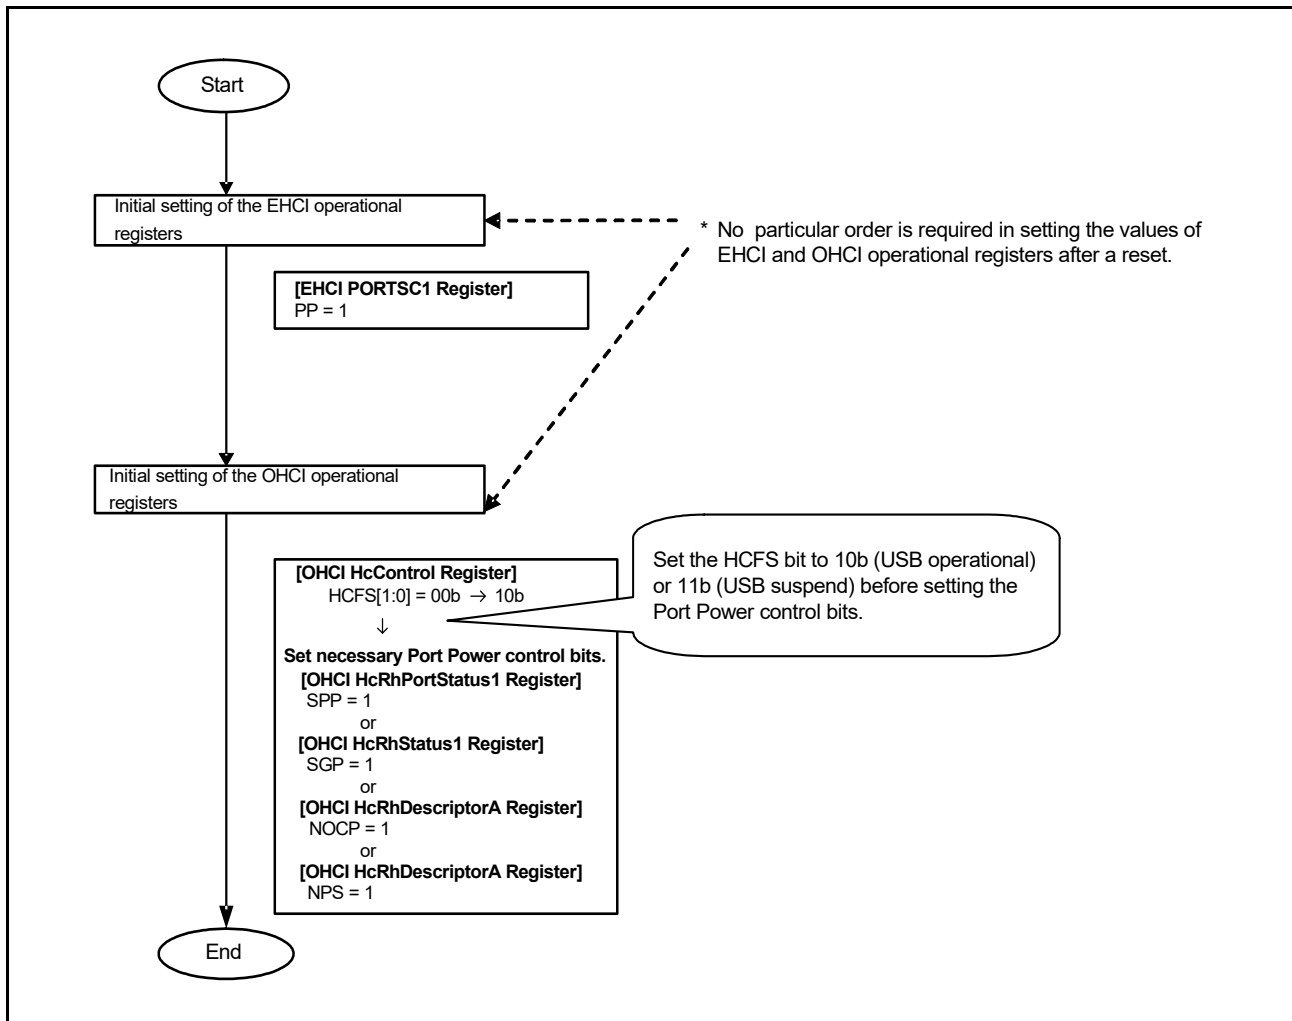 Start
Initial setting of the EHCI operational
registers
* No particular order is required in setting the values of
EHCI and OHCI operational registers after a reset.
[EHCI PORTSC1 Register]
PP = 1
Initial setting of the OHCI operational
registers
Set the HCFS bit to 10b (USB operational)
or 11b (USB suspend) before setting the
Port Power control bits.
[OHCI HcControl Register]
HCFS[1:0] = 00b → 10b
↓
Set necessary Port Power control bits.
[OHCI HcRhPortStatus1 Register]
SPP = 1
or
[OHCI HcRhStatus1 Register]
SGP = 1
or
[OHCI HcRhDescriptorA Register]
NOCP = 1
or
[OHCI HcRhDescriptorA Register]
NPS = 1
End